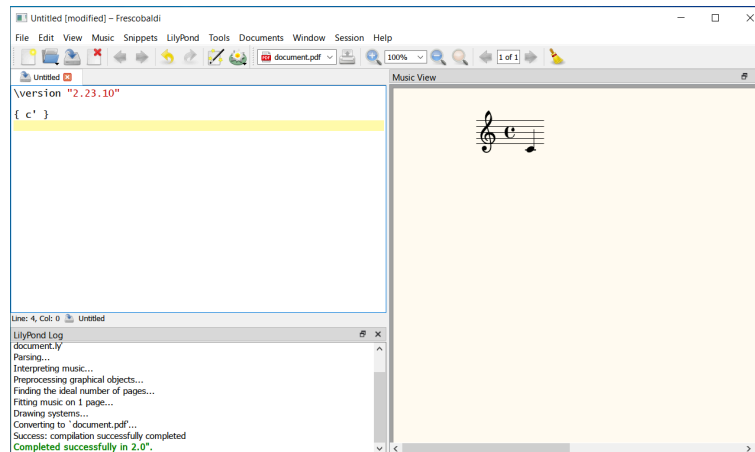 Untitled [modified] – Frescobaldi
File Edit View Music Snippets LilyPond Tools Documents Window Session Help
document.pdf 100% 1 of 1
Untitled
Music View
\version "2.23.10"
{ c' }
Line: 4, Col: 0 Untitled
LilyPond Log
document.ly'
Parsing...
Interpreting music...
Preprocessing graphical objects...
Finding the ideal number of pages...
Fitting music on 1 page...
Drawing systems...
Converting to `document.pdf'...
Success: compilation successfully completed
Completed successfully in 2.0".